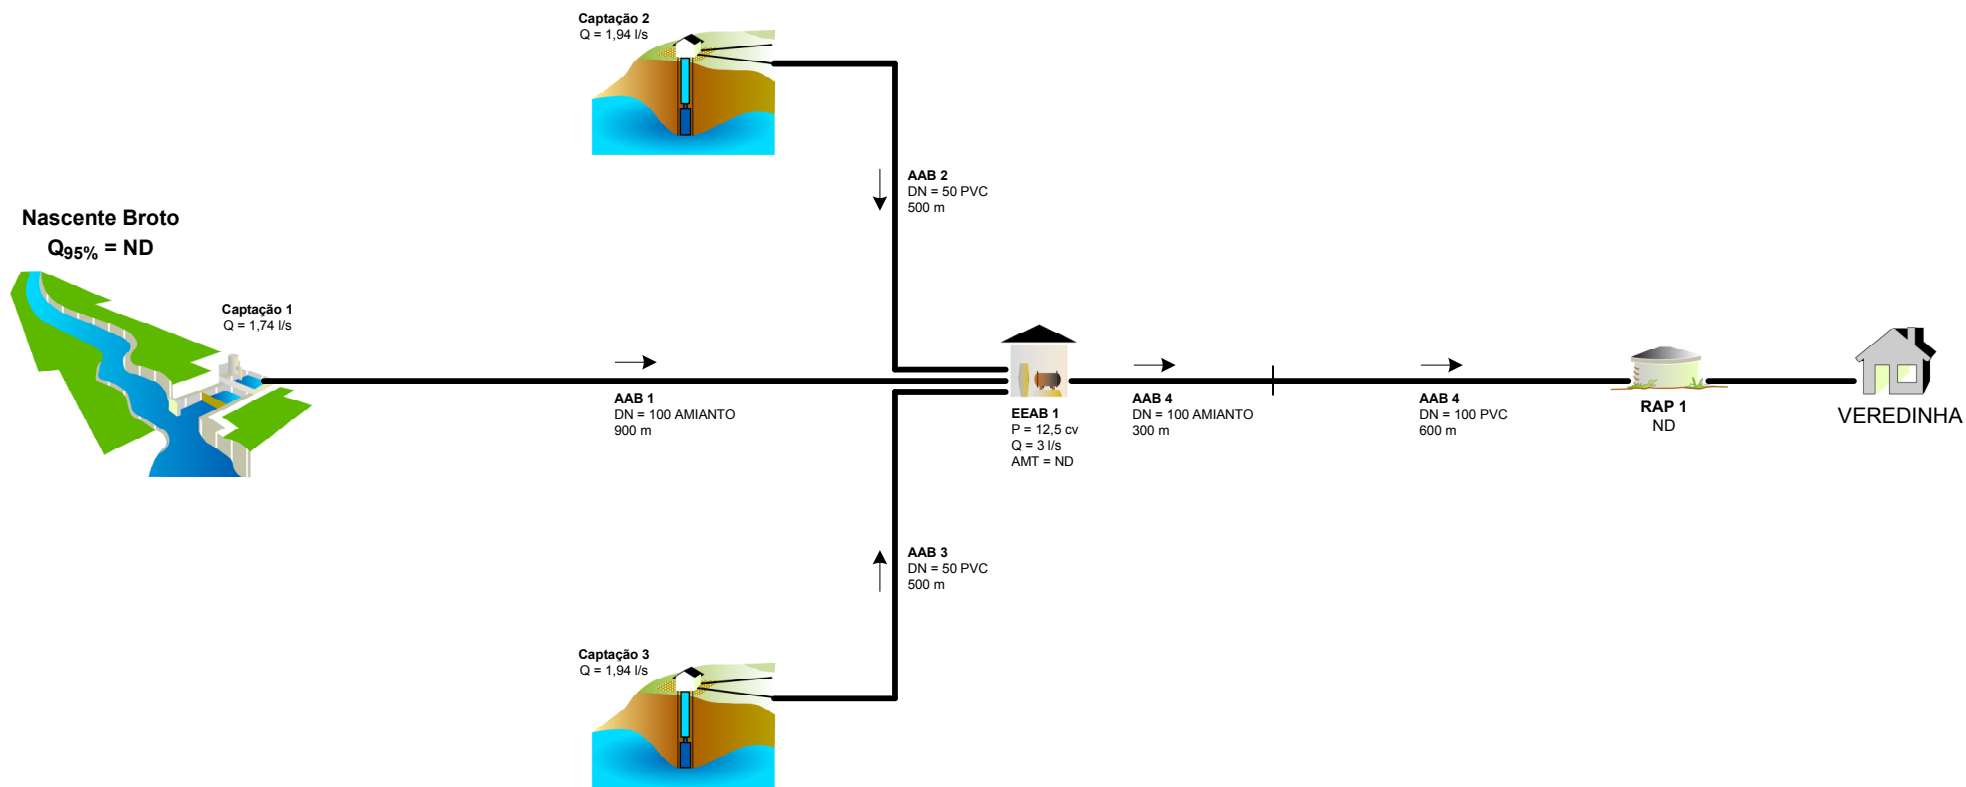 Captação 2
Q = 1,94 l/s
AAB 2
DN = 50 PVC
500 m
Nascente Broto
Q95% = ND
Captação 1
Q = 1,74 l/s
AAB 1
DN = 100 AMIANTO
900 m
EEAB 1
P = 12,5 cv
Q = 3 l/s
AMT = ND
AAB 4
DN = 100 AMIANTO
300 m
AAB 4
DN = 100 PVC
600 m
RAP 1
ND
VEREDINHA
AAB 3
DN = 50 PVC
500 m
Captação 3
Q = 1,94 l/s